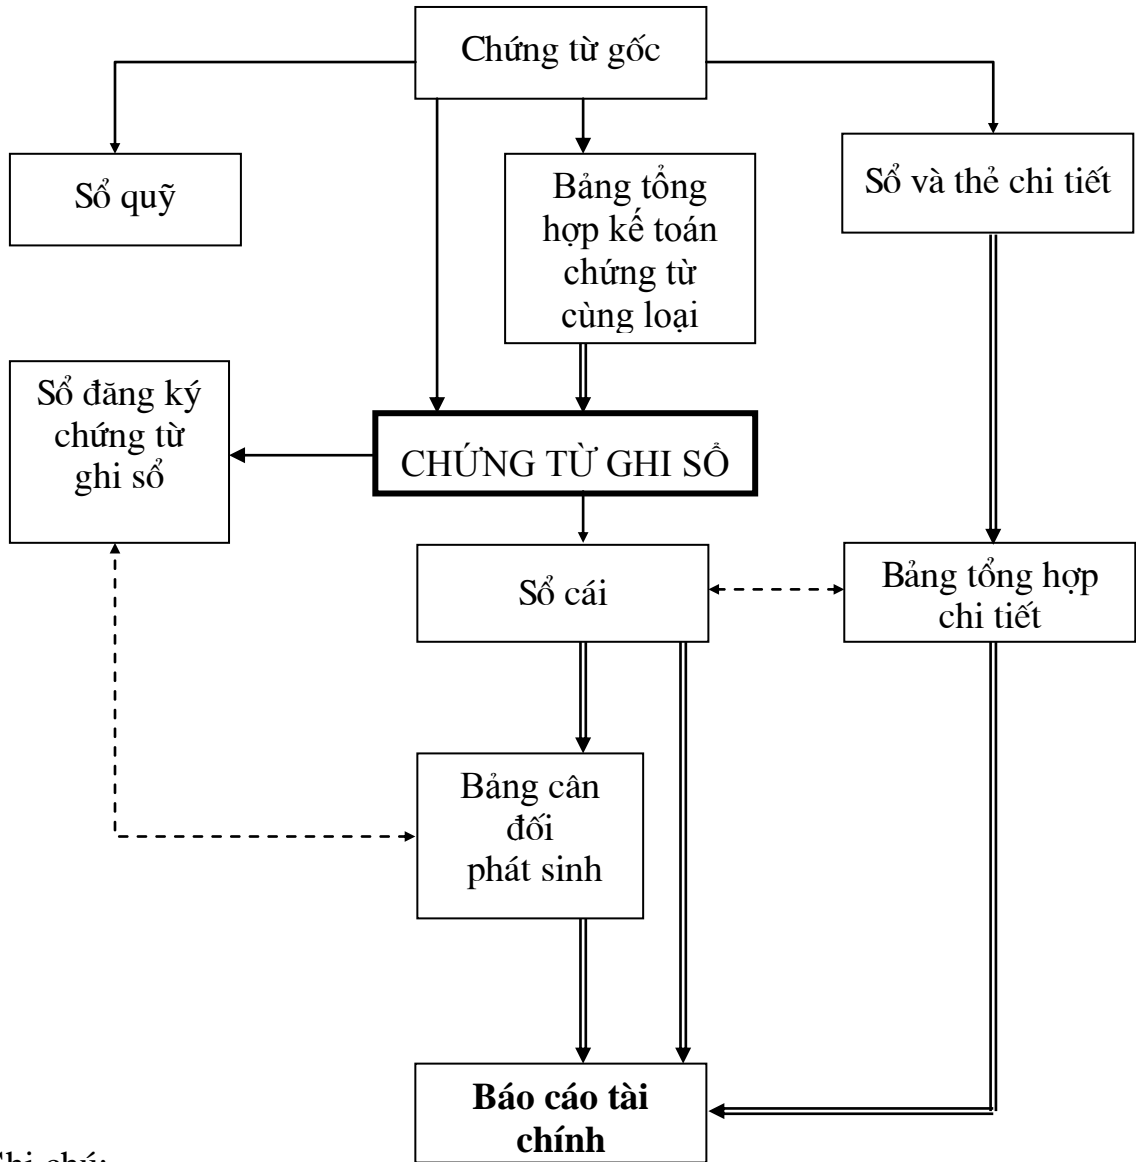 Chứng từ gốc
Sổ quỹ
Bảng tổng
hợp kế toán
chứng từ
cùng loại
Sổ và thẻ chi tiết
Sổ đăng ký
chứng từ
ghi sổ
CHỨNG TỪ GHI SỔ
Sổ cái
Bảng tổng hợp
chi tiết
Bảng cân
đối
phát sinh
Báo cáo tài
chính
Ghi chú: